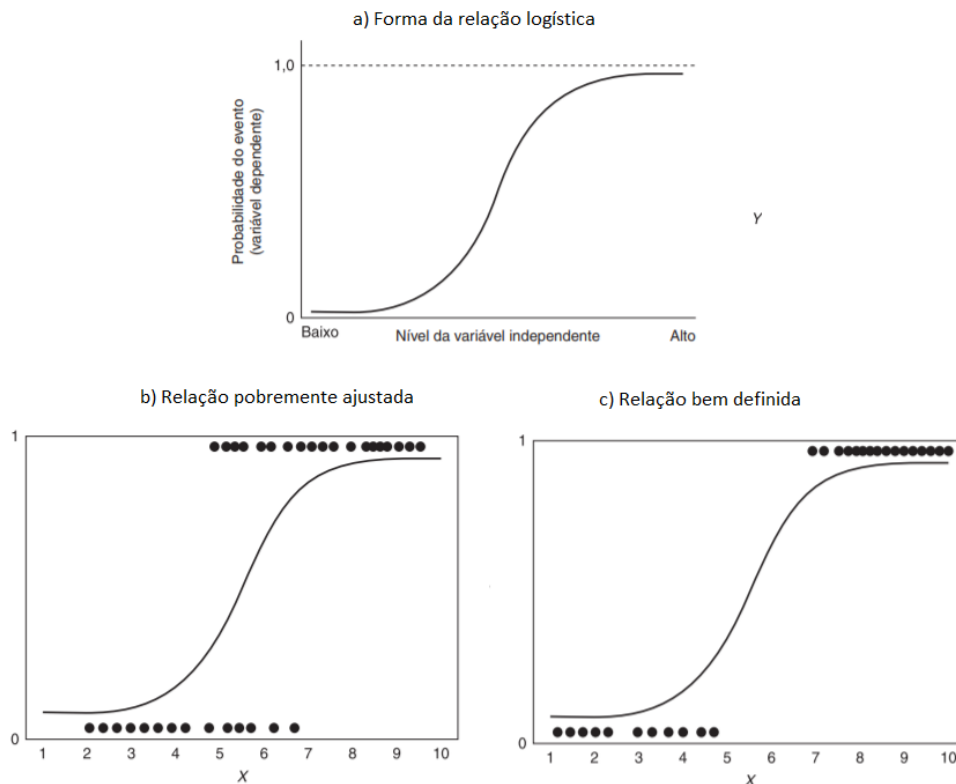 a) Forma da relação logística
1,0
Probabilidade do evento
(variável dependente)
Y
0
Baixo
Nível da variável independente
Alto
b) Relação pobremente ajustada
1
0
1 2 3 4 5 6 7 8 9 10
X
c) Relação bem definida
1
0
1 2 3 4 5 6 7 8 9 10
X